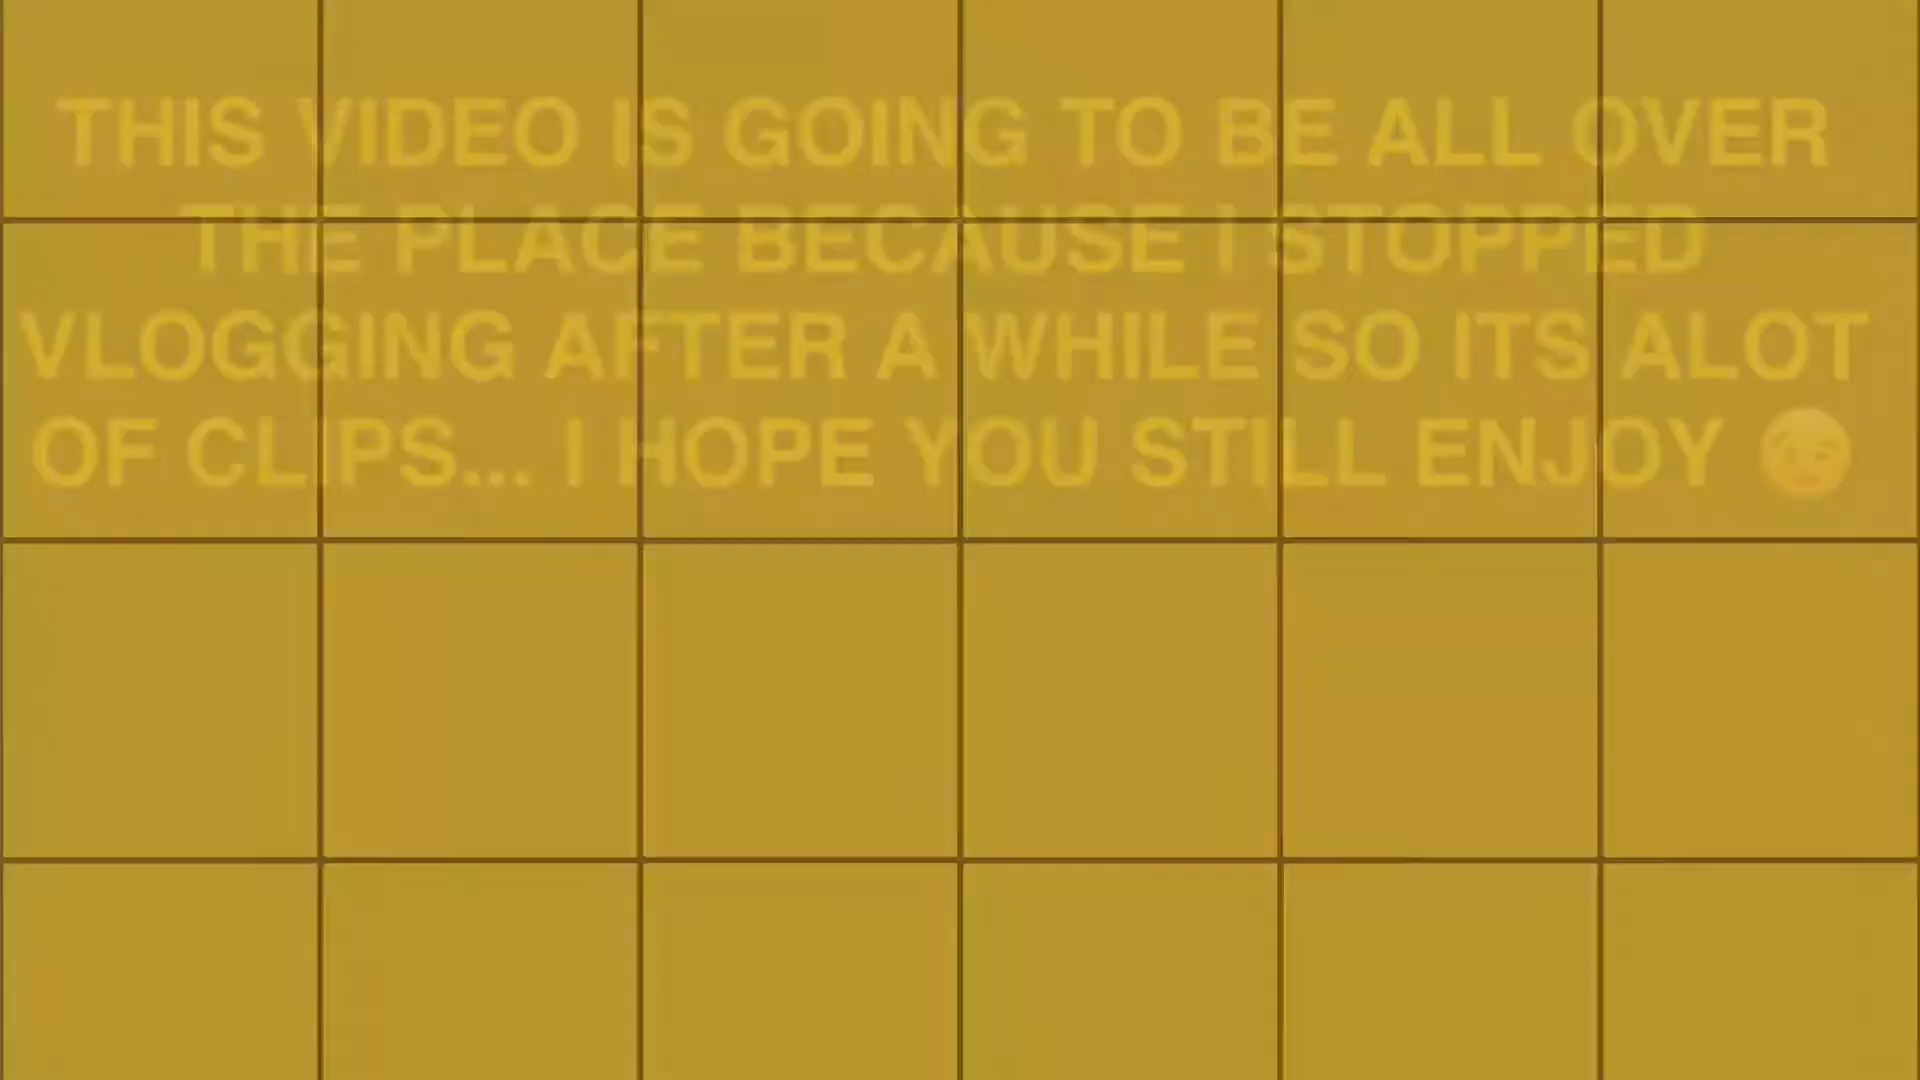 THIS VIDEO IS GOING TO BE ALL OVER
THE PLACE BECAUSE I STOPPED
VLOGGING AFTER A WHILE SO ITS ALOT
OF CLIPS... I HOPE YOU STILL ENJOY 😉